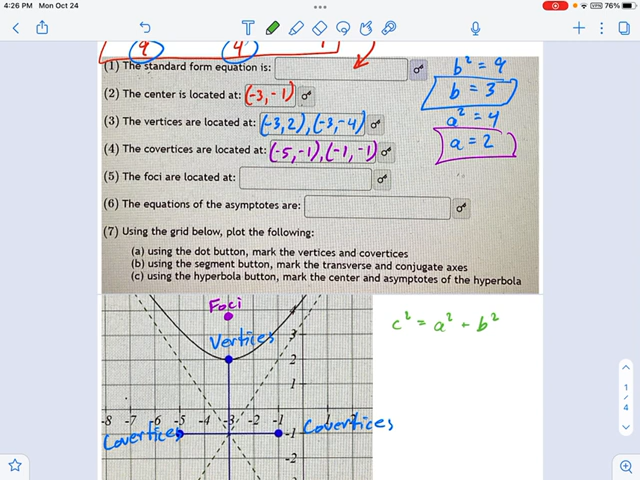 4:26 PM Mon Oct 24
76%
9 4 1
(1) The standard form equation is:
b² = 9
b = 3
(2) The center is located at: (-3, -1)
a² = 4
(3) The vertices are located at: (-3, 2), (-3, -4)
a = 2
(4) The covertices are located at: (-5, -1), (-1, -1)
(5) The foci are located at:
(6) The equations of the asymptotes are:
(7) Using the grid below, plot the following:
(a) using the dot button, mark the vertices and covertices
(b) using the segment button, mark the transverse and conjugate axes
(c) using the hyperbola button, mark the center and asymptotes of the hyperbola
Foci
c² = a² + b²
3
Vertices
2
1
-8 -7 -6 -5 -4 -3 -2 -1
Covertices
-1
Covertices
-2
1
4